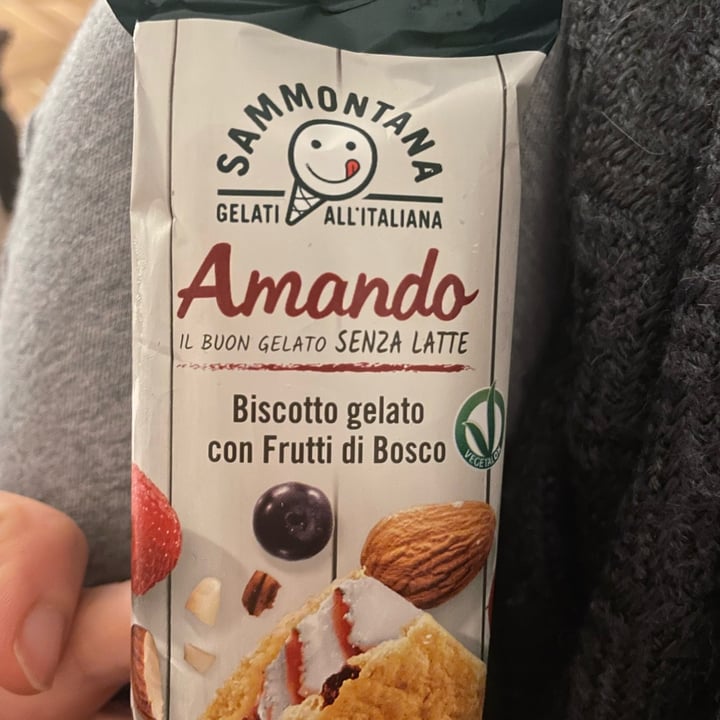 SAMMONTANA
GELATI ALL'ITALIANA
Amando
IL BUON GELATO SENZA LATTE
Biscotto gelato
con Frutti di Bosco